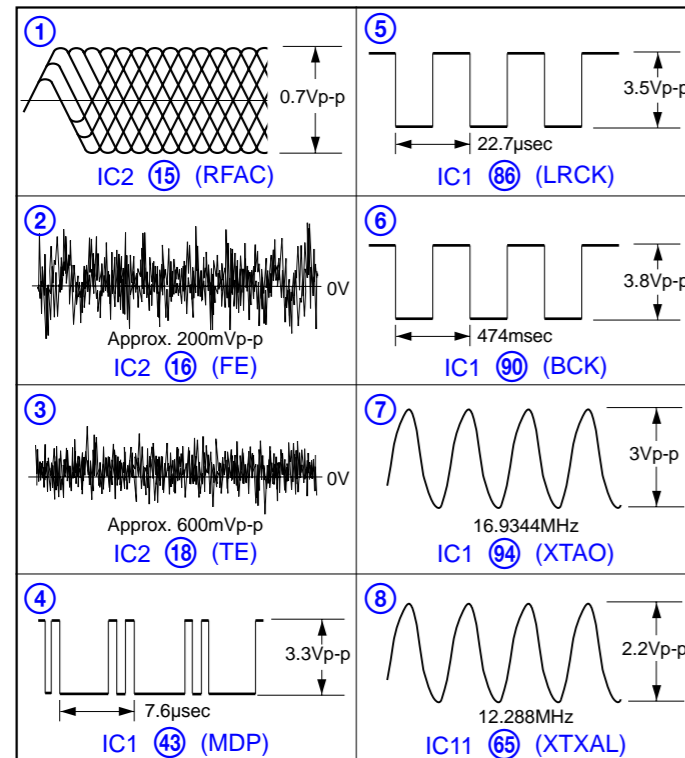 ①
0.7Vp-p
IC2 ⑮ (RFAC)
②
0V
Approx. 200mVp-p
IC2 ⑯ (FE)
③
0V
Approx. 600mVp-p
IC2 ⑱ (TE)
④
3.3Vp-p
7.6µsec
IC1 ㊸ (MDP)
⑤
3.5Vp-p
22.7µsec
IC1 86 (LRCK)
⑥
3.8Vp-p
474msec
IC1 90 (BCK)
⑦
3Vp-p
16.9344MHz
IC1 94 (XTAO)
⑧
2.2Vp-p
12.288MHz
IC11 65 (XTXAL)